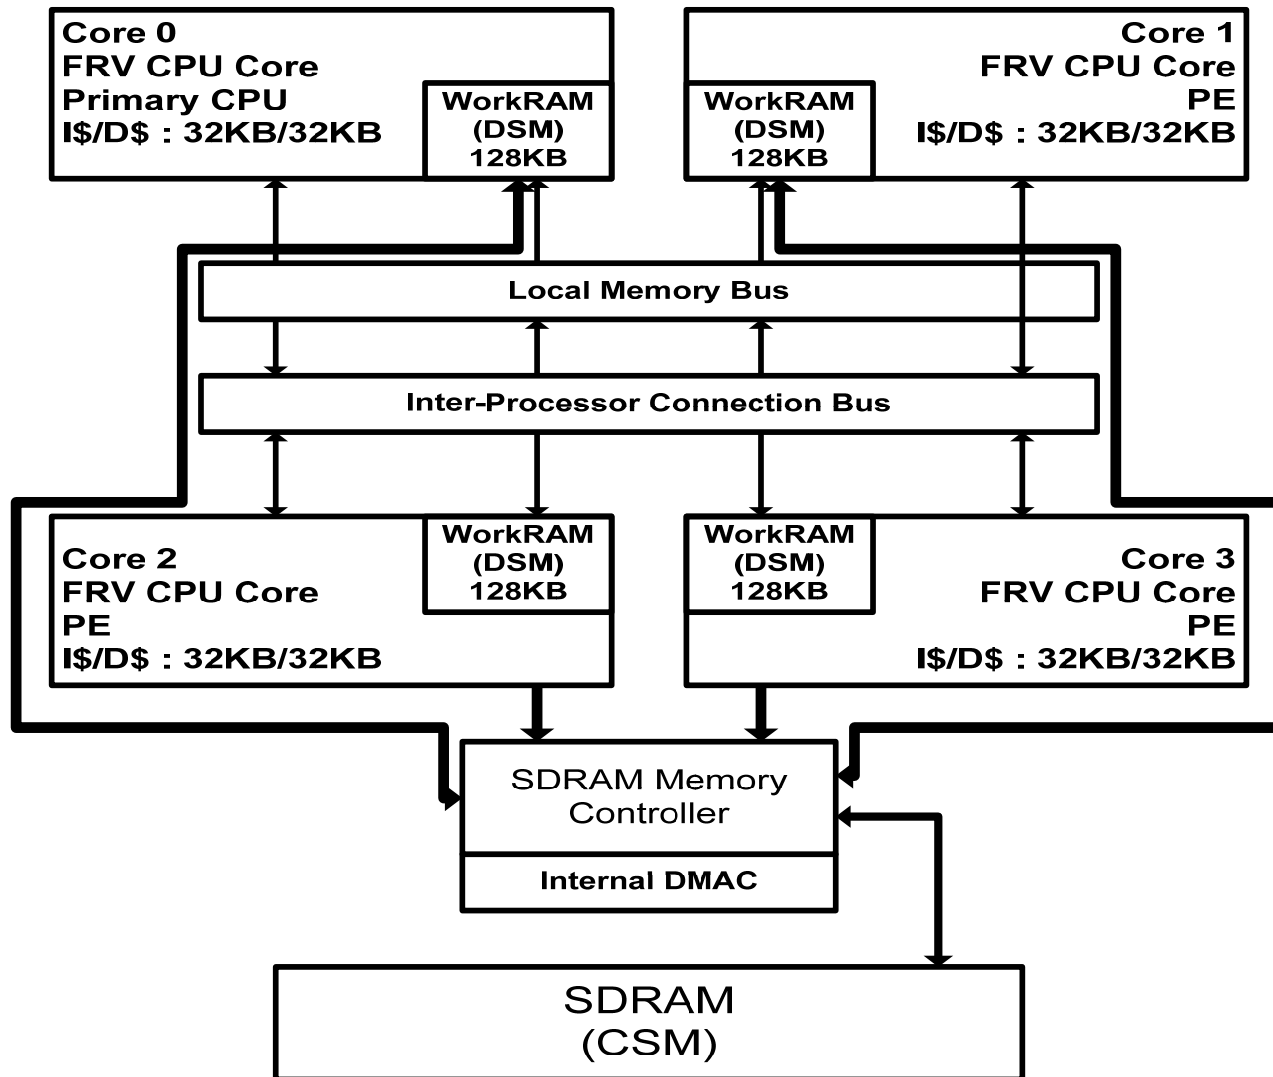 Core 0
FRV CPU Core
Primary CPU
I$/D$ : 32KB/32KB
WorkRAM
(DSM)
128KB
Core 1
FRV CPU Core
PE
I$/D$ : 32KB/32KB
WorkRAM
(DSM)
128KB
Local Memory Bus
Inter-Processor Connection Bus
Core 2
FRV CPU Core
PE
I$/D$ : 32KB/32KB
WorkRAM
(DSM)
128KB
WorkRAM
(DSM)
128KB
Core 3
FRV CPU Core
PE
I$/D$ : 32KB/32KB
SDRAM Memory
Controller
Internal DMAC
SDRAM
(CSM)